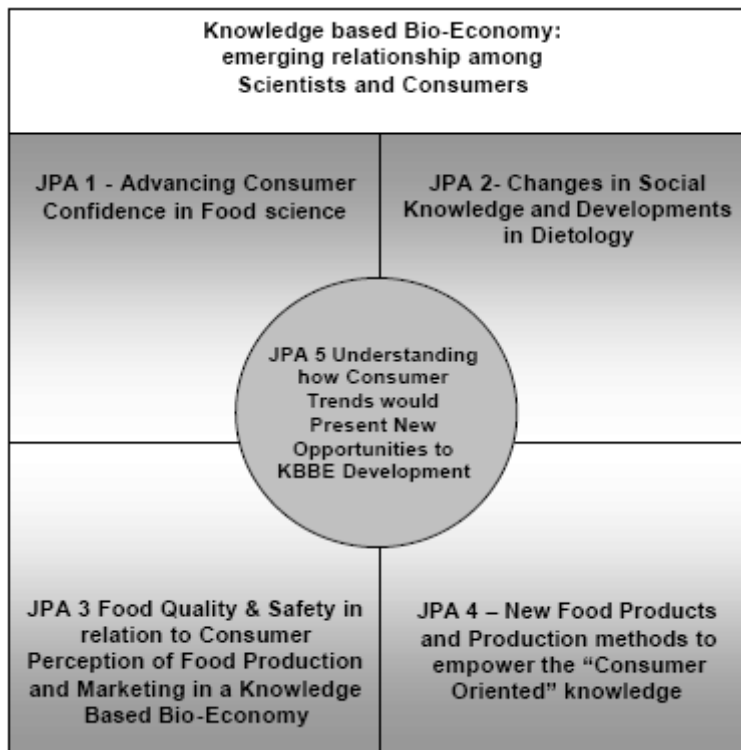 Knowledge based Bio-Economy:
emerging relationship among
Scientists and Consumers
JPA 1 - Advancing Consumer
Confidence in Food science
JPA 2- Changes in Social
Knowledge and Developments
in Dietology
JPA 5 Understanding
how Consumer
Trends would
Present New
Opportunities to
KBBE Development
JPA 3 Food Quality & Safety in
relation to Consumer
Perception of Food Production
and Marketing in a Knowledge
Based Bio-Economy
JPA 4 – New Food Products
and Production methods to
empower the “Consumer
Oriented” knowledge